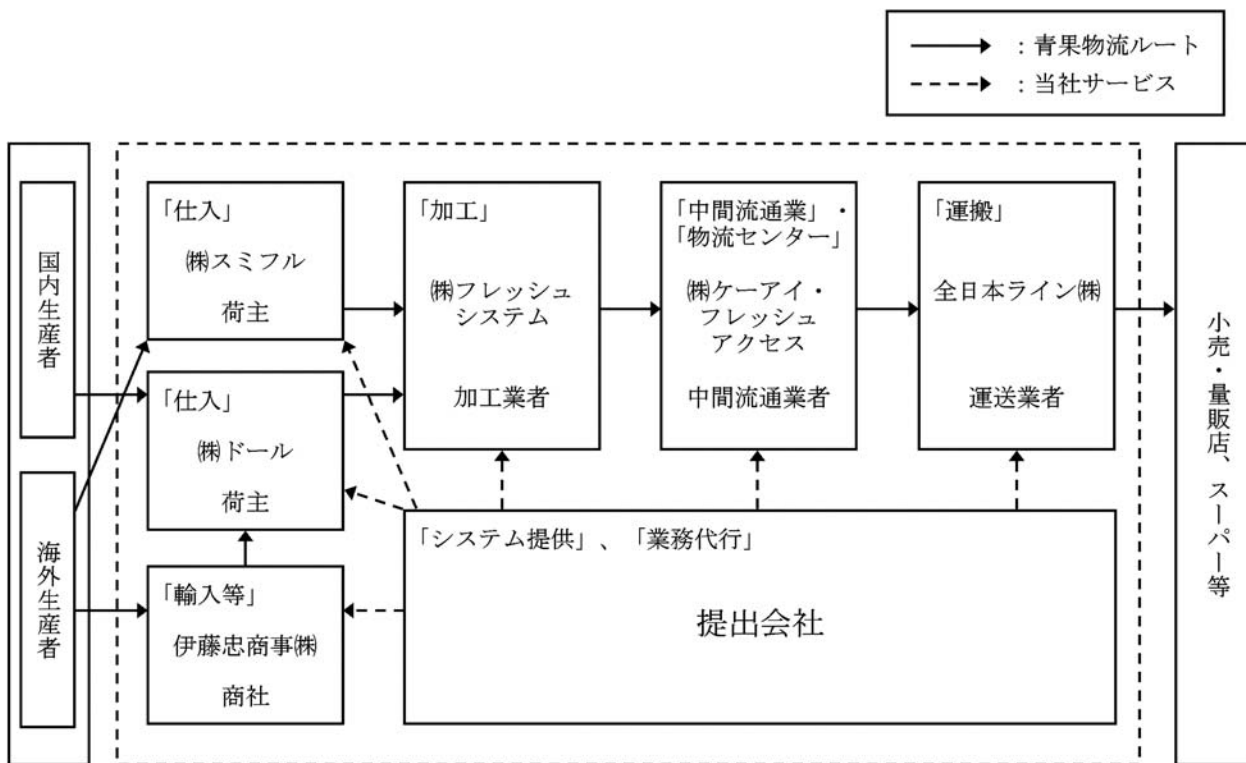 ：青果物流ルート
：当社サービス
国内生産者
海外生産者
「仕入」
㈱スミフル
荷主
「仕入」
㈱ドール
荷主
「輸入等」
伊藤忠商事㈱
商社
「加工」
㈱フレッシュ
システム
加工業者
「中間流通業」・
「物流センター」
㈱ケーアイ・
フレッシュ
アクセス
中間流通業者
「運搬」
全日本ライン㈱
運送業者
「システム提供」、「業務代行」
提出会社
小売・量販店、スーパー等